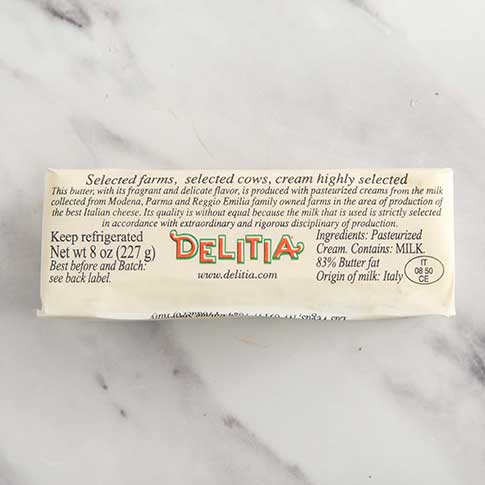 Selected farms, selected cows, cream highly selected
This butter, with its fragrant and delicate flavor, is produced with pasteurized creams from the milk
collected from Modena, Parma and Reggio Emilia family owned farms in the area of production of
the best Italian cheese. Its quality is without equal because the milk that is used is strictly selected
in accordance with extraordinary and rigorous disciplinary of production.
Keep refrigerated
Net wt 8 oz (227 g)
Best before and Batch:
see back label.
DELITIA
www.delitia.com
Ingredients: Pasteurized
Cream. Contains: MILK.
83% Butter fat
Origin of milk: Italy
IT
08 50
CE